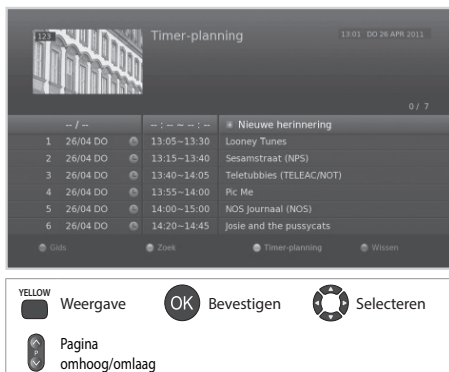 123
Timer-planning
13:01 DO 26 APR 2011
0 / 7
-- / -- -- : -- ~ -- : -- Nieuwe herinnering
1 26/04 DO 13:05~13:30 Looney Tunes
2 26/04 DO 13:15~13:40 Sesamstraat (NPS)
3 26/04 DO 13:40~14:05 Teletubbies (TELEAC/NOT)
4 26/04 DO 13:55~14:00 Pic Me
5 26/04 DO 14:00~15:00 NOS Journaal (NOS)
6 26/04 DO 14:20~14:45 Josie and the pussycats
Gids Zoek Timer-planning Wissen
YELLOW Weergave OK Bevestigen Selecteren
P Pagina
omhoog/omlaag